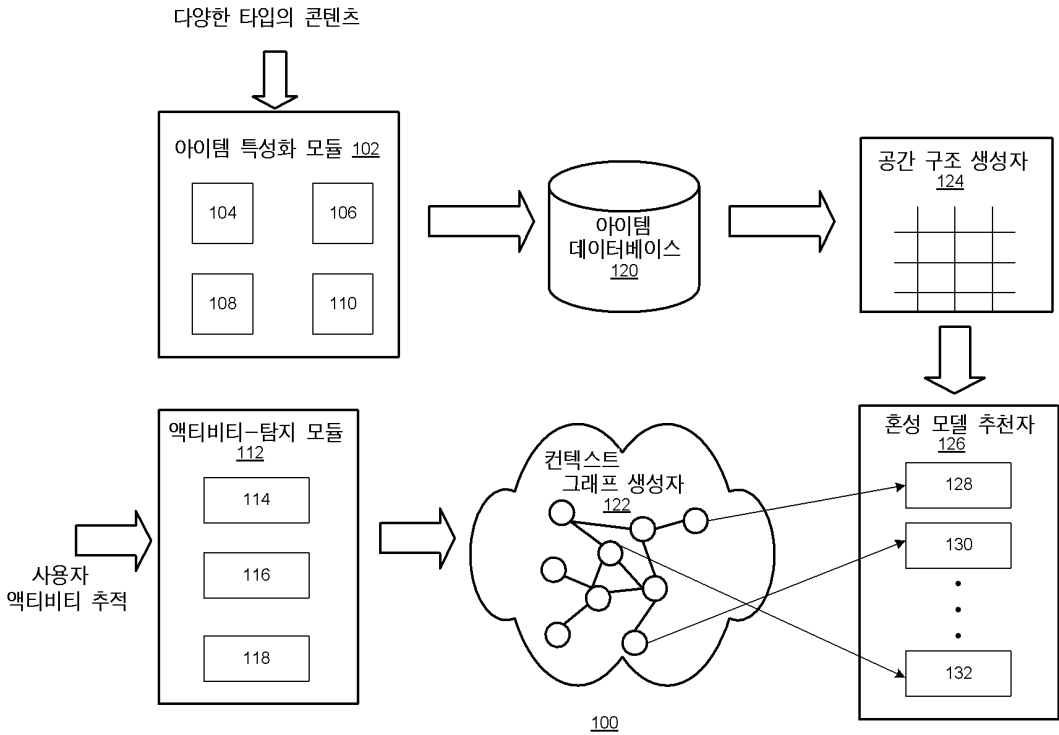 다양한 타입의 콘텐츠
아이템 특성화 모듈 102
104
106
108
110
아이템
데이터베이스
120
공간 구조 생성자
124
액티비티-탐지 모듈
112
114
116
118
사용자
액티비티 추적
컨텍스트
그래프 생성자
122
혼성 모델 추천자
126
128
130
132
100